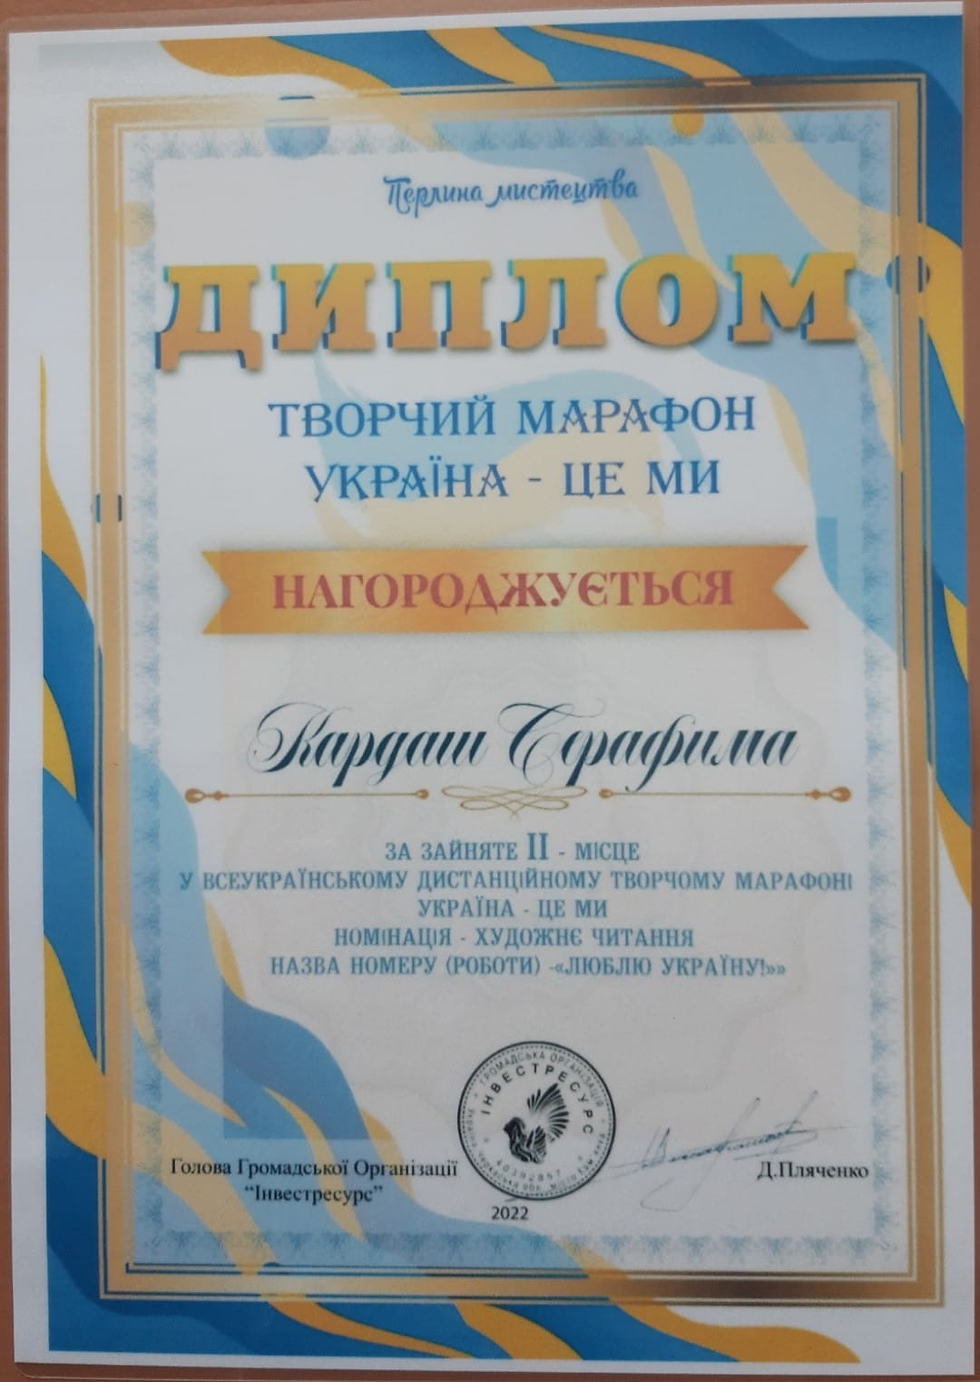 Перлина мистецтва
ДИПЛОМ
ТВОРЧИЙ МАРАФОН
УКРАЇНА - ЦЕ МИ
НАГОРОДЖУЄТЬСЯ
Кардаш Серафима
ЗА ЗАЙНЯТЕ II - МІСЦЕ
У ВСЕУКРАЇНСЬКОМУ ДИСТАНЦІЙНОМУ ТВОРЧОМУ МАРАФОНІ
УКРАЇНА - ЦЕ МИ
НОМІНАЦІЯ - ХУДОЖНЄ ЧИТАННЯ
НАЗВА НОМЕРУ (РОБОТИ) -«ЛЮБЛЮ УКРАЇНУ!»»
ГРОМАДСЬКА ОРГАНІЗАЦІЯ
ІНВЕСТРЕСУРС
40392867
Голова Громадської Організації
“Інвестресурс”
Д.Пляченко
2022